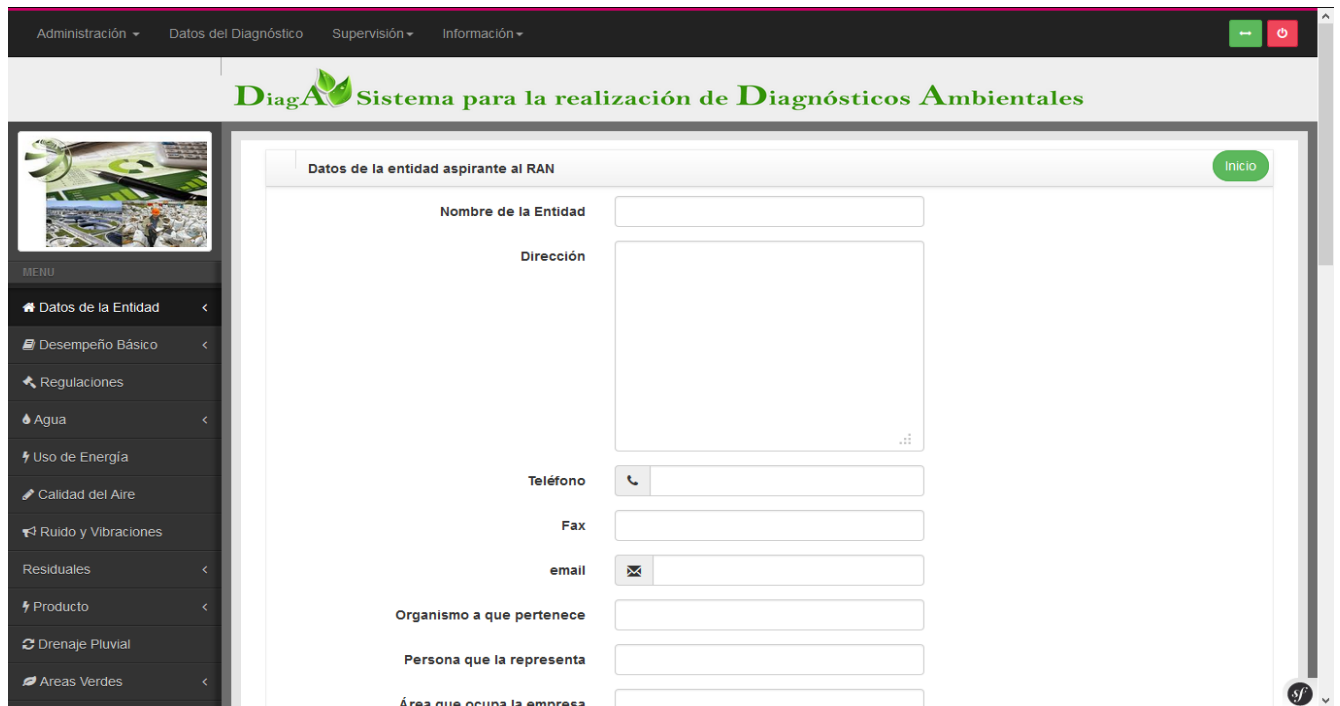 Administración Datos del Diagnóstico Supervisión Información
DiagA Sistema para la realización de Diagnósticos Ambientales
Datos de la entidad aspirante al RAN Inicio
Nombre de la Entidad
Dirección
Teléfono
Fax
email
Organismo a que pertenece
Persona que la representa
Área que ocupa la empresa
MENU
Datos de la Entidad
Desempeño Básico
Regulaciones
Agua
Uso de Energía
Calidad del Aire
Ruido y Vibraciones
Residuales
Producto
Drenaje Pluvial
Areas Verdes
sf